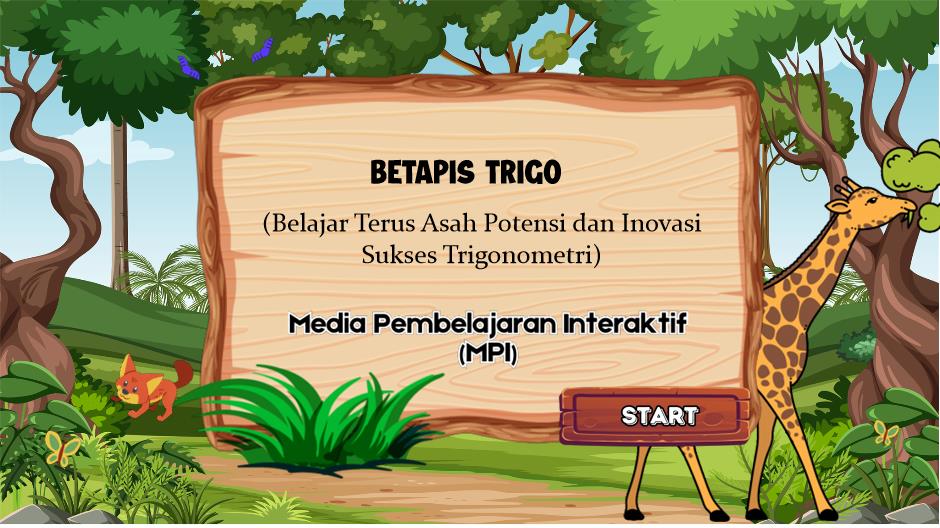 BETAPIS TRIGO
(Belajar Terus Asah Potensi dan Inovasi
Sukses Trigonometri)
Media Pembelajaran Interaktif
(MPI)
START